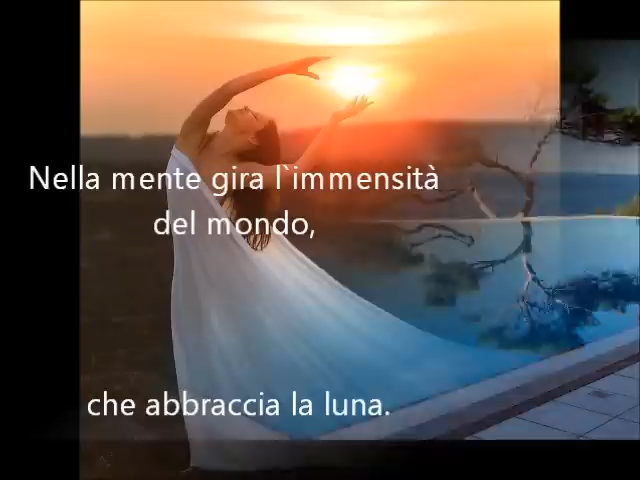 Nella mente gira l`immensità
del mondo,
che abbraccia la luna.